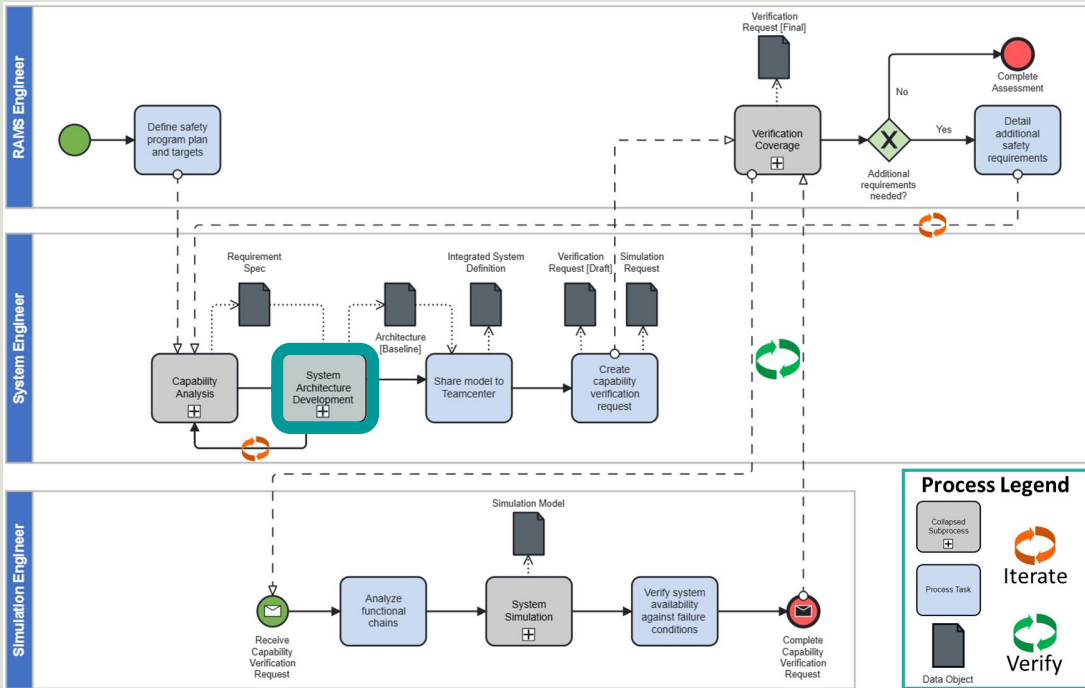 RAMS Engineer
Define safety
program plan
and targets
Verification
Request [Final]
Verification
Coverage
No
Complete
Assessment
Yes
Additional
requirements
needed?
Detail
additional
safety
requirements
System Engineer
Requirement
Spec
Capability
Analysis
System
Architecture
Development
Architecture
[Baseline]
Integrated System
Definition
Share model to
Teamcenter
Verification
Request [Draft]
Simulation
Request
Create
capability
verification
request
Simulation Engineer
Receive
Capability
Verification
Request
Analyze
functional
chains
Simulation Model
System
Simulation
Verify system
availability
against failure
conditions
Complete
Capability
Verification
Request
Process Legend
Collapsed
Subprocess
Iterate
Process Task
Verify
Data Object